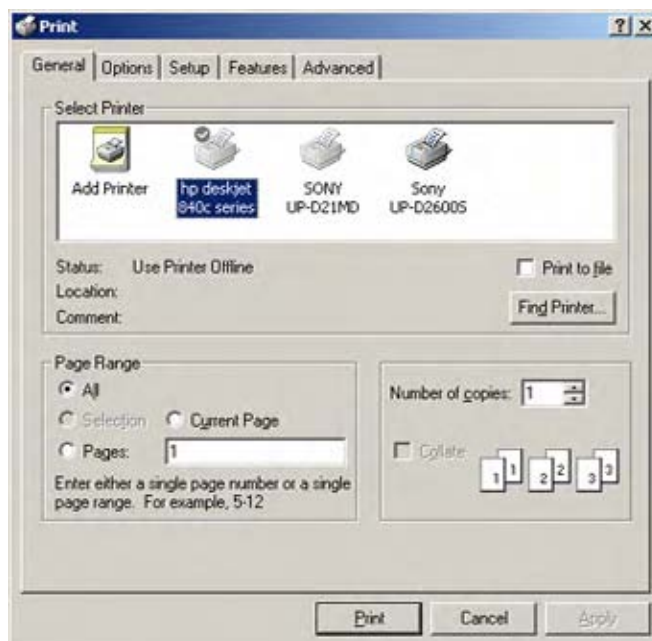 Print
General Options Setup Features Advanced
Select Printer
Add Printer
hp deskjet
840c series
SONY
UP-D21MD
Sony
UP-D2600S
Status: Use Printer Offline
Location:
Comment:
Print to file
Find Printer...
Page Range
All
Selection Current Page
Pages: 1
Enter either a single page number or a single
page range. For example, 5-12
Number of copies: 1
Collate
1 1 2 2 3 3
Print Cancel Apply